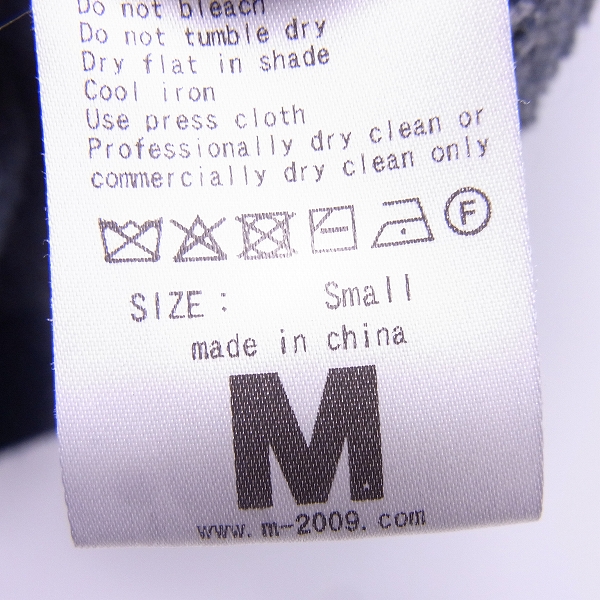 Do not bleach
Do not tumble dry
Dry flat in shade
Cool iron
Use press cloth
Professionally dry clean or
commercially dry clean only
F
SIZE : Small
made in china
M
www.m-2009.com